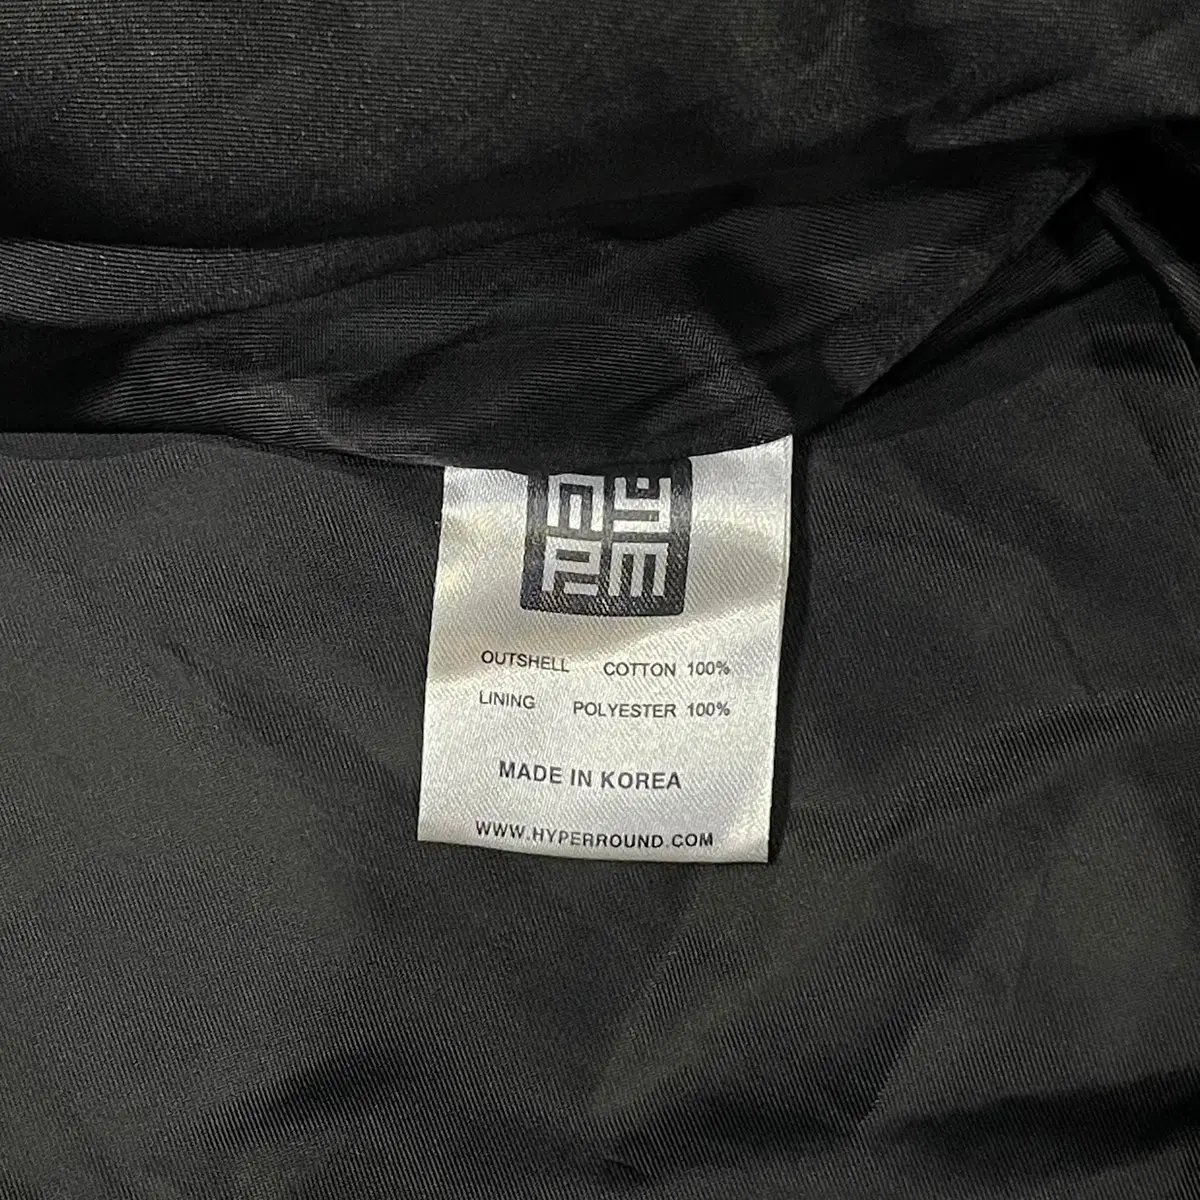 OUTSHELL COTTON 100%
LINING POLYESTER 100%
MADE IN KOREA
WWW.HYPERROUND.COM